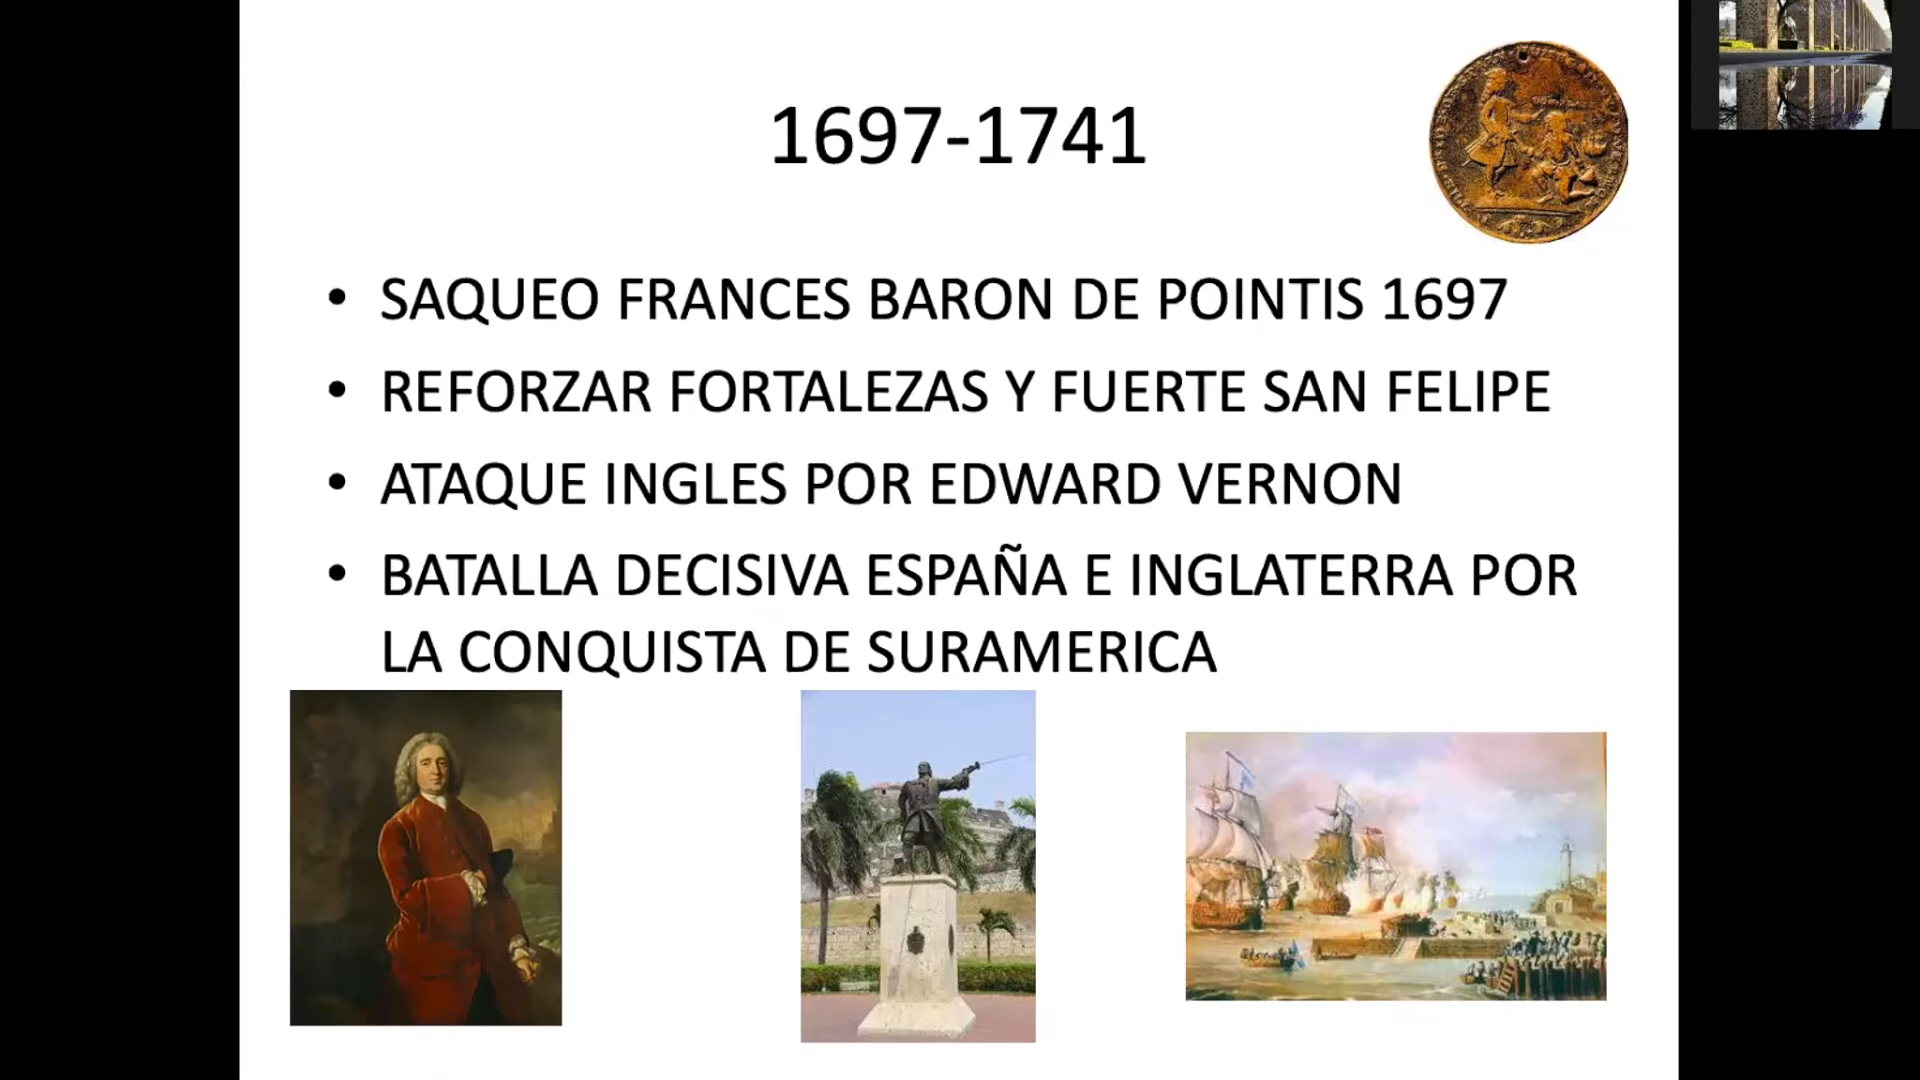 1697-1741
• SAQUEO FRANCES BARON DE POINTIS 1697
• REFORZAR FORTALEZAS Y FUERTE SAN FELIPE
• ATAQUE INGLES POR EDWARD VERNON
• BATALLA DECISIVA ESPAÑA E INGLATERRA POR
LA CONQUISTA DE SURAMERICA